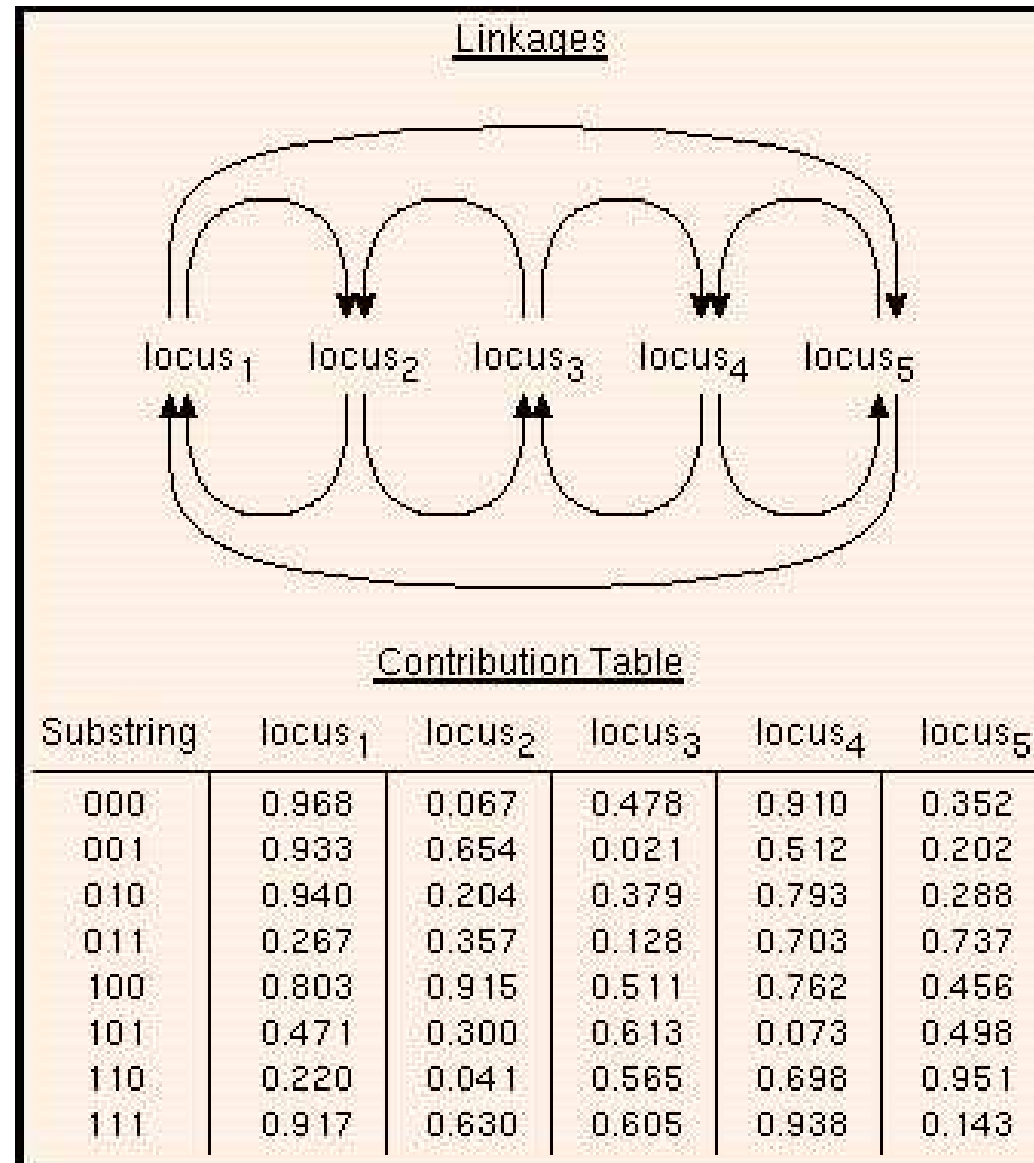 Linkages
locus1 locus2 locus3 locus4 locus5
Contribution Table
Substring locus1 locus2 locus3 locus4 locus5
000 0.968 0.067 0.478 0.910 0.352
001 0.933 0.654 0.021 0.512 0.202
010 0.940 0.204 0.379 0.793 0.288
011 0.267 0.357 0.128 0.703 0.737
100 0.803 0.915 0.511 0.762 0.456
101 0.471 0.300 0.613 0.073 0.498
110 0.220 0.041 0.565 0.698 0.951
111 0.917 0.630 0.605 0.938 0.143